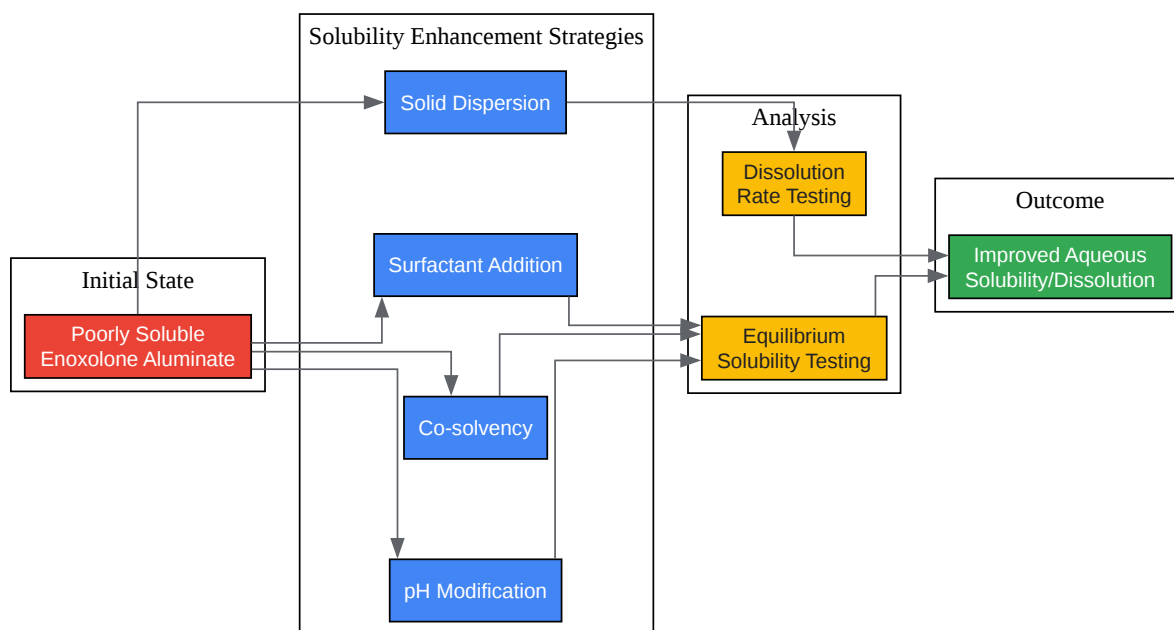 Solubility Enhancement Strategies
Solid Dispersion
Analysis
Dissolution
Rate Testing
Outcome
Surfactant Addition
Improved Aqueous
Solubility/Dissolution
Initial State
Poorly Soluble
Enoxolone Aluminate
Equilibrium
Solubility Testing
Co-solvency
pH Modification